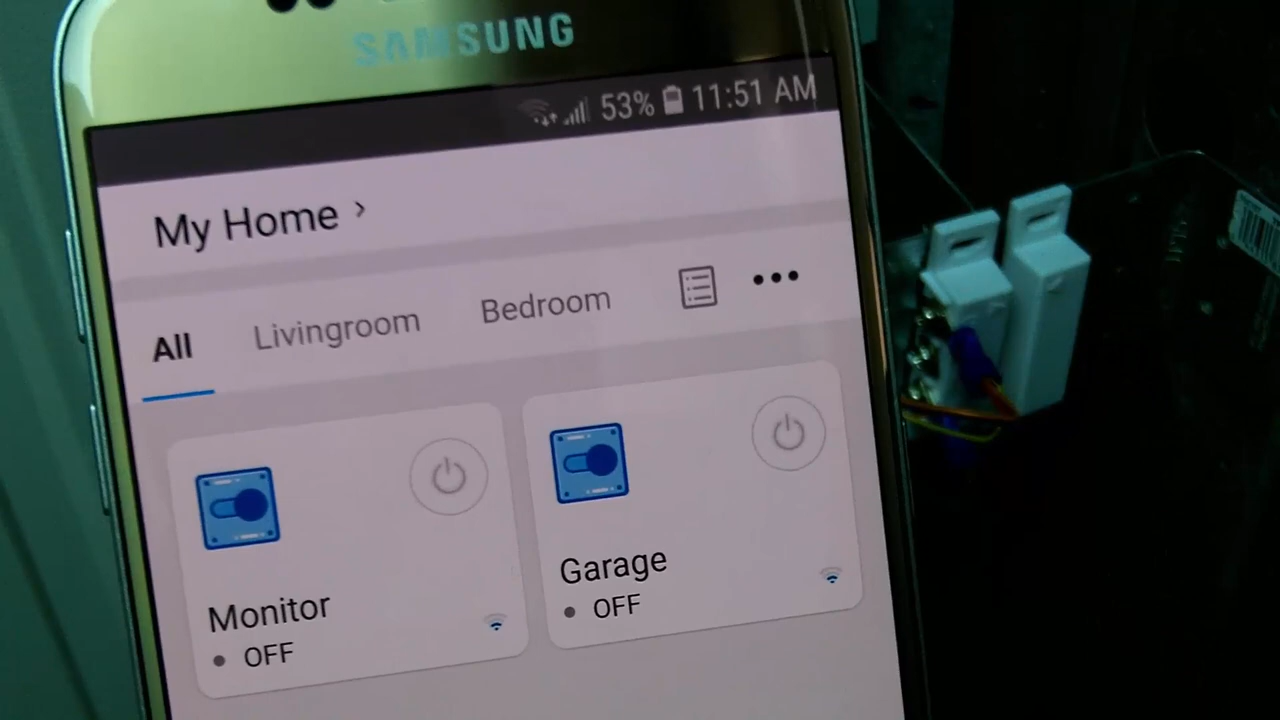 SAMSUNG
53% 11:51 AM
My Home >
All Livingroom Bedroom
Monitor
OFF
Garage
OFF